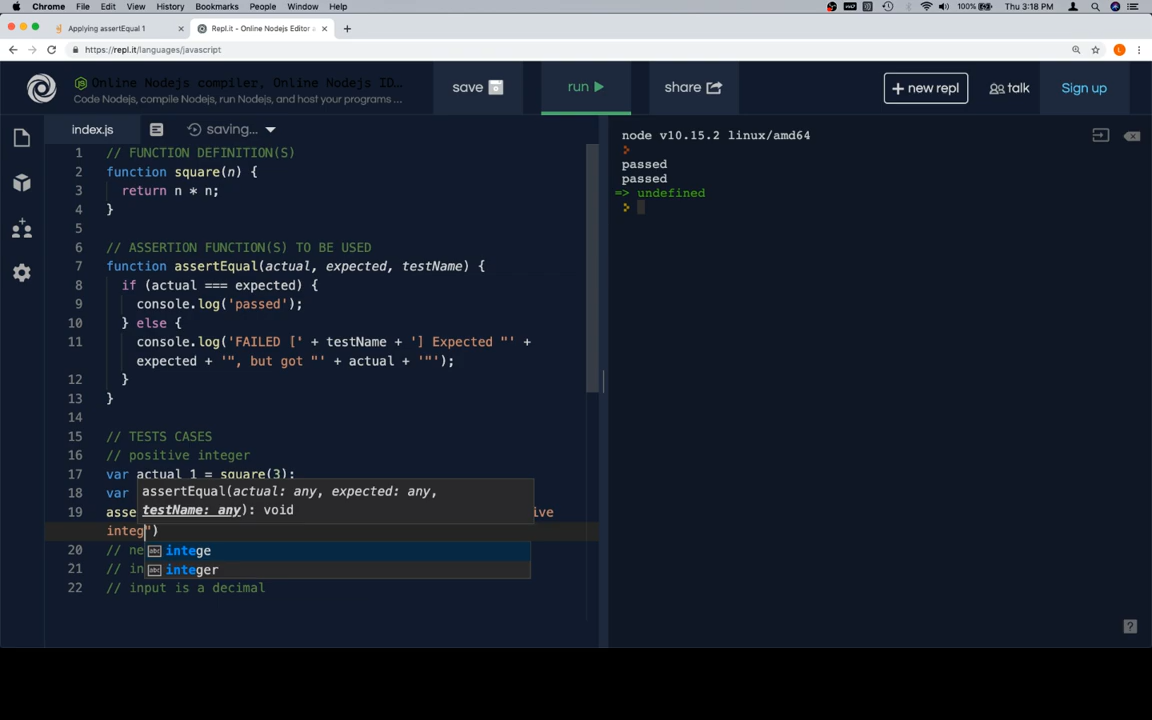 Chrome File Edit View History Bookmarks People Window Help 100% Thu 3:18 PM
Applying assertEqual 1 Repl.it - Online Nodejs Editor a
https://repl.it/languages/javascript
Online Nodejs compiler, Online Nodejs ID...
Code Nodejs, compile Nodejs, run Nodejs, and host your programs ...
save run share + new repl talk Sign up
index.js saving...
1 // FUNCTION DEFINITION(S)
2 function square(n) {
3 return n * n;
4 }
5
6 // ASSERTION FUNCTION(S) TO BE USED
7 function assertEqual(actual, expected, testName) {
8 if (actual === expected) {
9 console.log('passed');
10 } else {
11 console.log('FAILED [' + testName + '] Expected "' +
expected + '", but got "' + actual + '"');
12 }
13 }
14
15 // TESTS CASES
16 // positive integer
17 var actual_1 = square(3);
18 var
assertEqual(actual: any, expected: any,
testName: any): void
19 asse ive
integ")
20 // ne
intege
21 // in
integer
22 // input is a decimal
node v10.15.2 linux/amd64
passed
passed
=> undefined
?